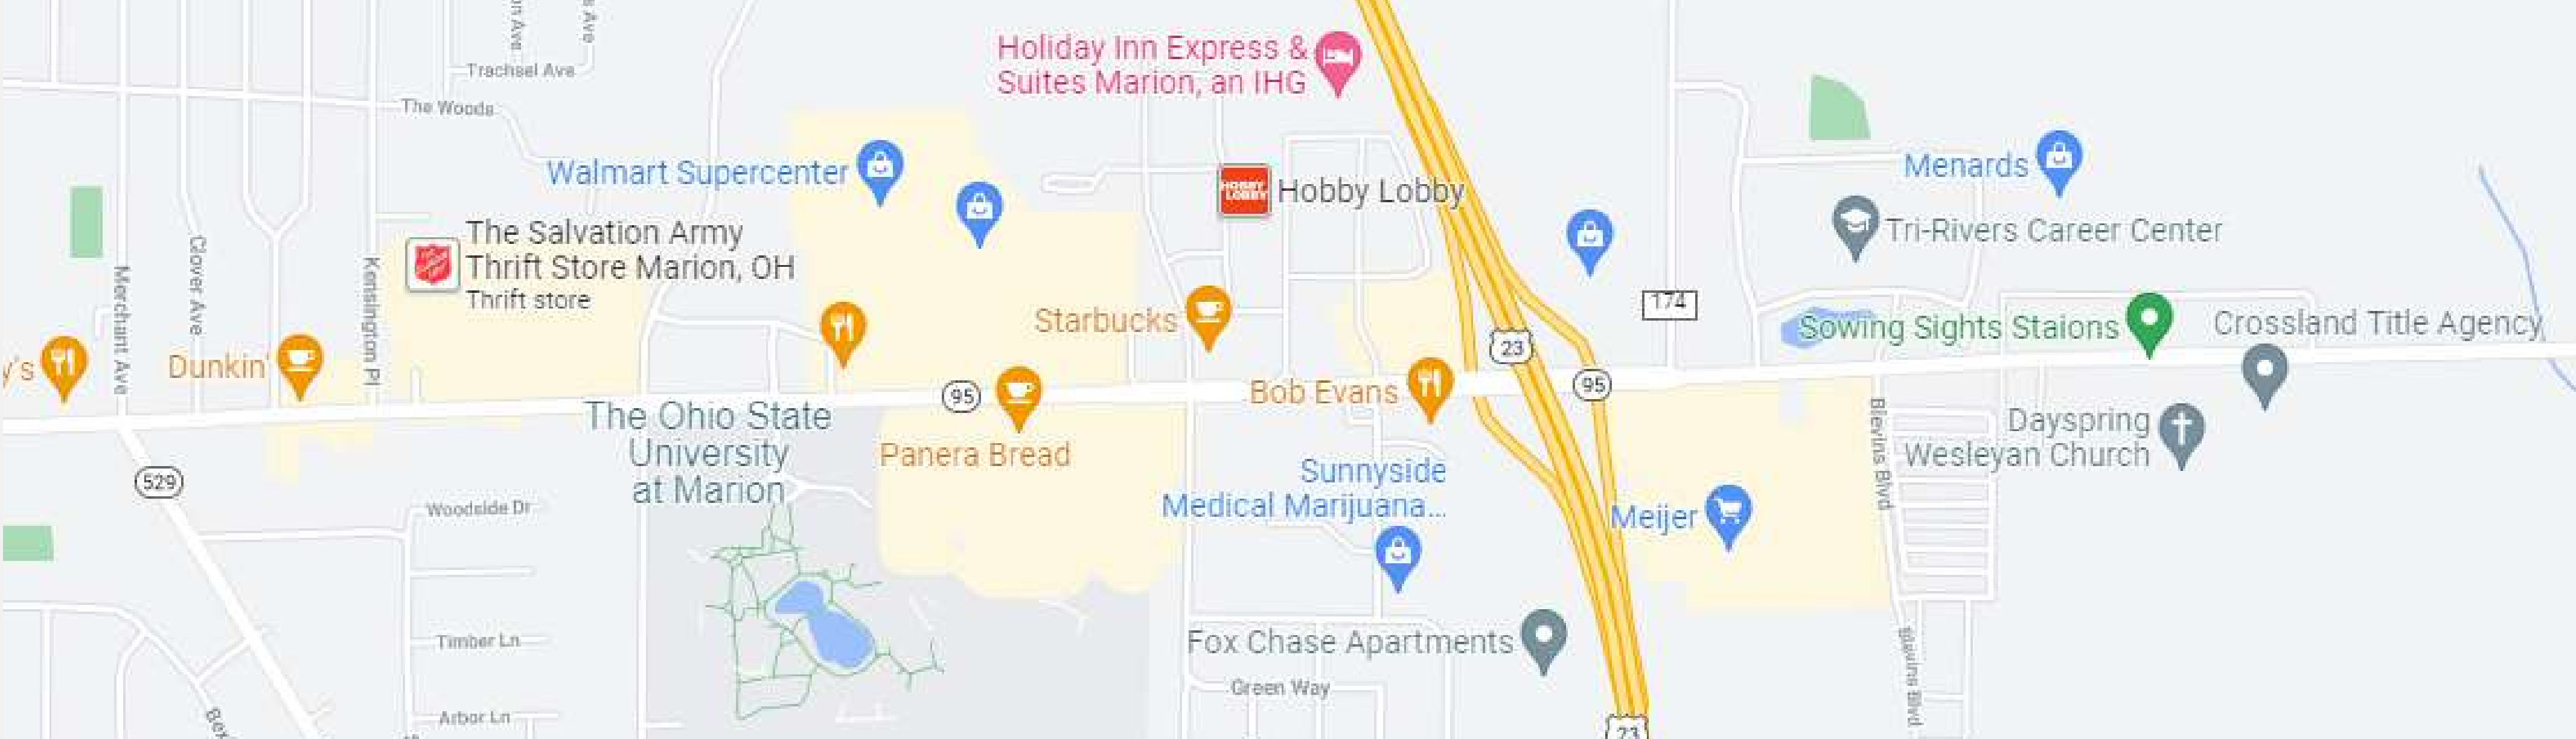 Trachsel Ave
The Woods
Holiday Inn Express &
Suites Marion, an IHG
Walmart Supercenter
HOBBY
LOBBY
Hobby Lobby
Menards
Tri-Rivers Career Center
The Salvation Army
Thrift Store Marion, OH
Thrift store
Merchant Ave
Clover Ave
Kensington Pl
Starbucks
174
23
Sowing Sights Staions
Crossland Title Agency
y's
Dunkin'
95
95
Bob Evans
The Ohio State
University
at Marion
Panera Bread
Dayspring
Wesleyan Church
Blevins Blvd
529
Woodside Dr
Sunnyside
Medical Marijuana...
Meijer
Timber Ln
Fox Chase Apartments
Green Way
Blevins Blvd
Arbor Ln
23